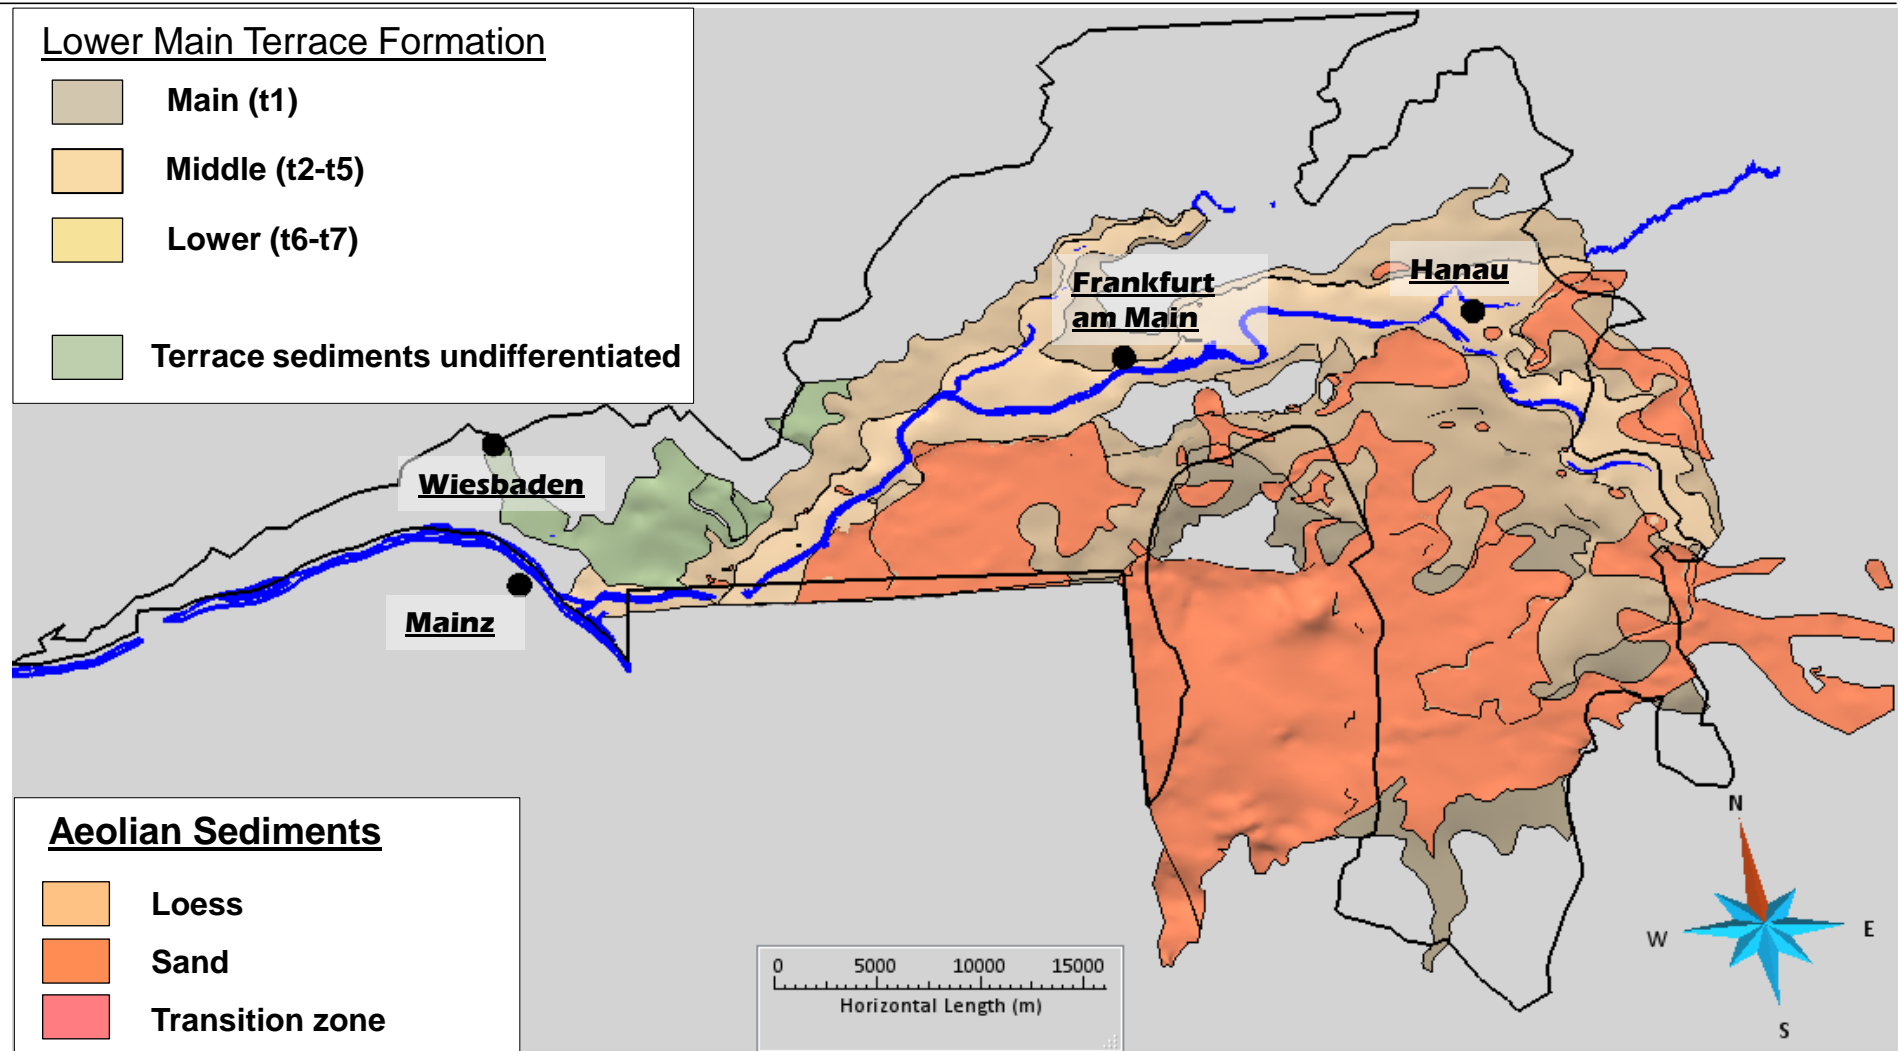 Lower Main Terrace Formation
Main (t1)
Middle (t2-t5)
Lower (t6-t7)
Terrace sediments undifferentiated
Frankfurt
am Main
Hanau
Wiesbaden
Mainz
Aeolian Sediments
Loess
Sand
Transition zone
0 5000 10000 15000
Horizontal Length (m)
N
W
E
S